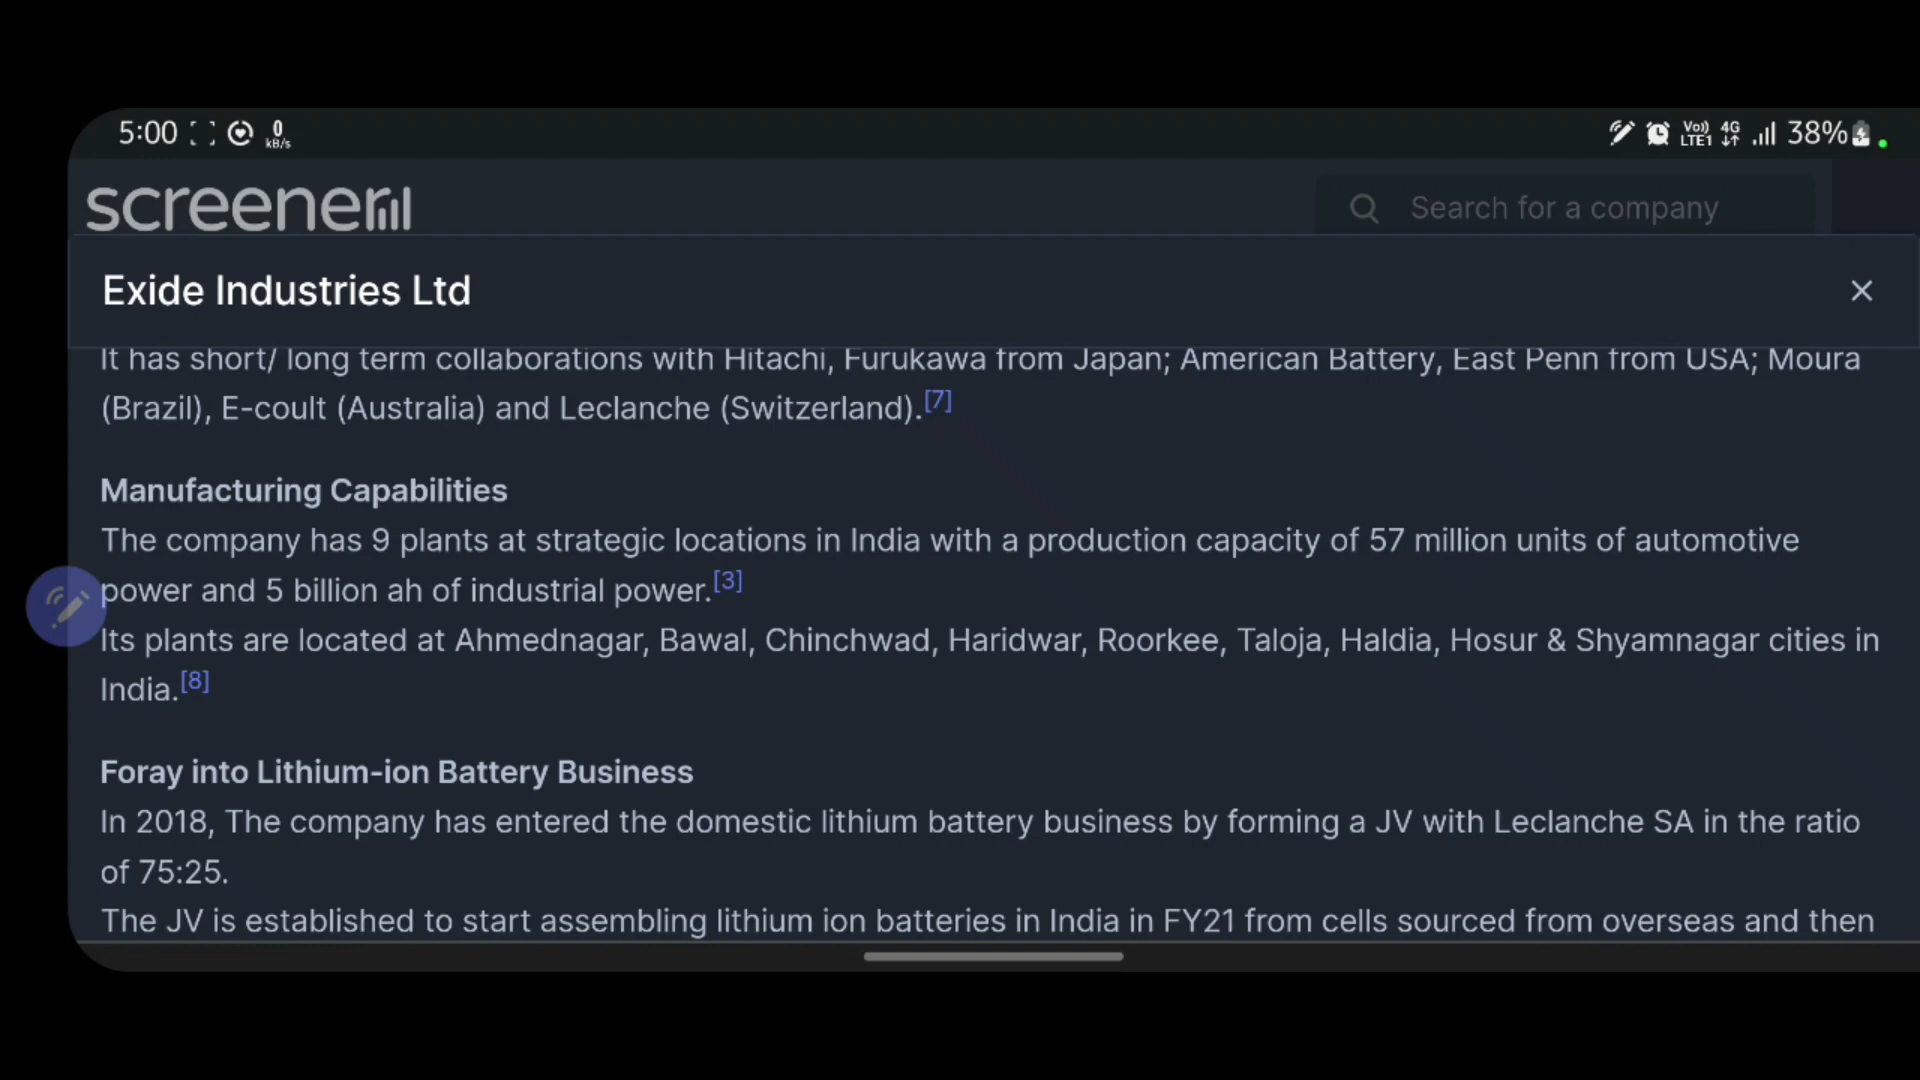 5:00 0 kB/s Vo)) LTE1 4G 38%
screener
Search for a company
Exide Industries Ltd
It has short/ long term collaborations with Hitachi, Furukawa from Japan; American Battery, East Penn from USA; Moura
(Brazil), E-coult (Australia) and Leclanche (Switzerland).[7]
Manufacturing Capabilities
The company has 9 plants at strategic locations in India with a production capacity of 57 million units of automotive
power and 5 billion ah of industrial power.[3]
Its plants are located at Ahmednagar, Bawal, Chinchwad, Haridwar, Roorkee, Taloja, Haldia, Hosur & Shyamnagar cities in
India.[8]
Foray into Lithium-ion Battery Business
In 2018, The company has entered the domestic lithium battery business by forming a JV with Leclanche SA in the ratio
of 75:25.
The JV is established to start assembling lithium ion batteries in India in FY21 from cells sourced from overseas and then